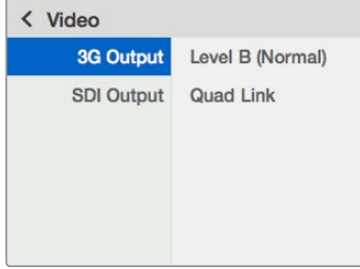 < Video
3G Output Level B (Normal)
SDI Output Quad Link